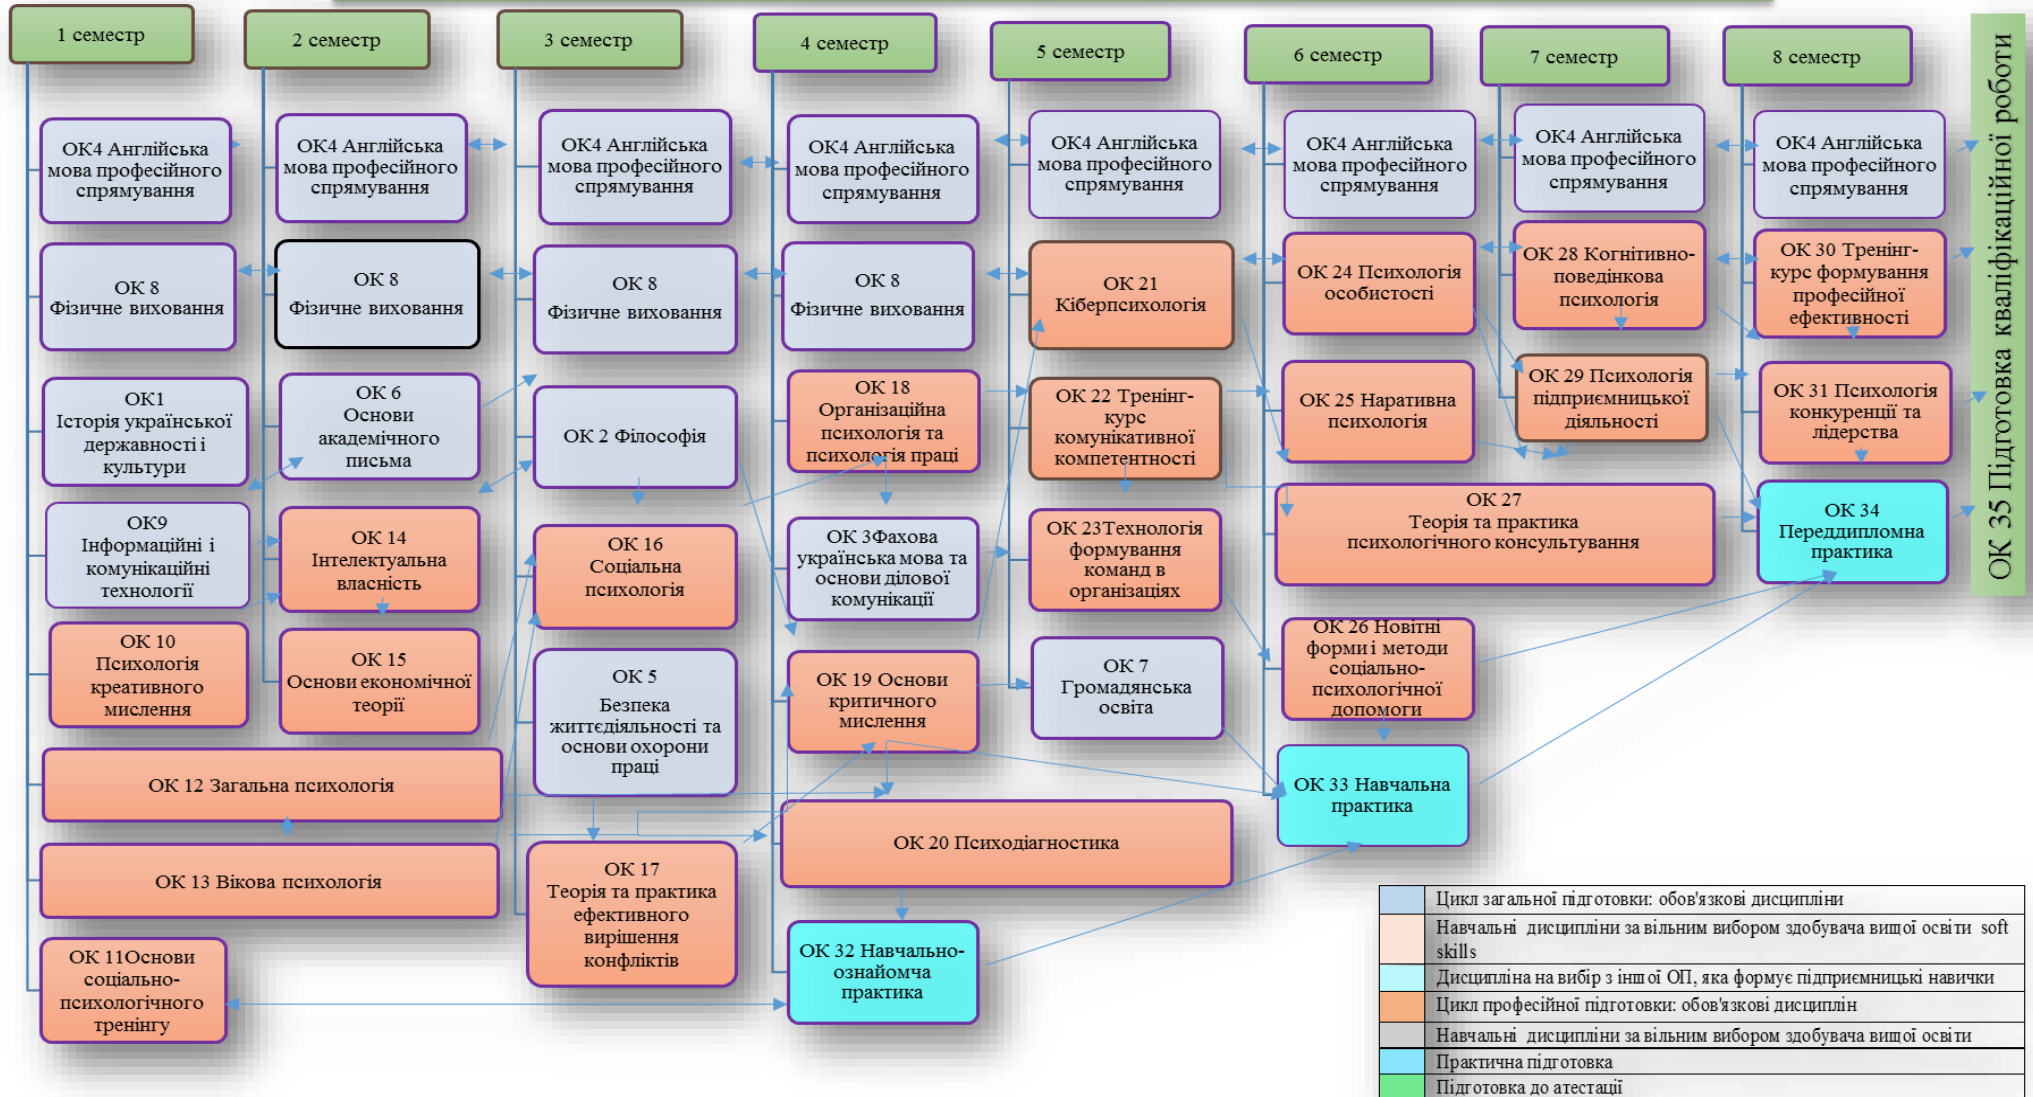 1 семестр
2 семестр
3 семестр
4 семестр
5 семестр
6 семестр
7 семестр
8 семестр
ОК4 Англійська
мова професійного
спрямування
ОК 8
Фізичне виховання
ОК1
Історія української
державності і
культури
ОК9
Інформаційні і
комунікаційні
технології
ОК 10
Психологія
креативного
мислення
ОК 12 Загальна психологія
ОК 13 Вікова психологія
ОК 11Основи
соціально-
психологічного
тренінгу
ОК4 Англійська
мова професійного
спрямування
ОК 8
Фізичне виховання
ОК 6
Основи
академічного
письма
ОК 14
Інтелектуальна
власність
ОК 15
Основи економічної
теорії
ОК4 Англійська
мова професійного
спрямування
ОК 8
Фізичне виховання
ОК 2 Філософія
ОК 16
Соціальна
психологія
ОК 5
Безпека
життєдіяльності та
основи охорони
праці
ОК 17
Теорія та практика
ефективного
вирішення
конфліктів
ОК4 Англійська
мова професійного
спрямування
ОК 8
Фізичне виховання
ОК 18
Організаційна
психологія та
психологія праці
ОК 3Фахова
українська мова та
основи ділової
комунікації
ОК 19 Основи
критичного
мислення
ОК 20 Психодіагностика
ОК 32 Навчально-
ознайомча
практика
ОК4 Англійська
мова професійного
спрямування
ОК 21
Кіберпсихологія
ОК 22 Тренінг-
курс
комунікативної
компетентності
ОК 23Технологія
формування
команд в
організаціях
ОК 7
Громадянська
освіта
ОК4 Англійська
мова професійного
спрямування
ОК 24 Психологія
особистості
ОК 25 Наративна
психологія
ОК 27
Теорія та практика
психологічного консультування
ОК 26 Новітні
форми і методи
соціально-
психологічної
допомоги
ОК 33 Навчальна
практика
ОК4 Англійська
мова професійного
спрямування
ОК 28 Когнітивно-
поведінкова
психологія
ОК 29 Психологія
підприємницької
діяльності
ОК4 Англійська
мова професійного
спрямування
ОК 30 Тренінг-
курс формування
професійної
ефективності
ОК 31 Психологія
конкуренції та
лідерства
ОК 34
Переддипломна
практика
ОК 35 Підготовка кваліфікаційної роботи
Цикл загальної підготовки: обов'язкові дисципліни
Навчальні дисципліни за вільним вибором здобувача вищої освіти soft
skills
Дисципліна на вибір з іншої ОП, яка формує підприємницькі навички
Цикл професійної підготовки: обов'язкові дисциплін
Навчальні дисципліни за вільним вибором здобувача вищої освіти
Практична підготовка
Підготовка до атестації